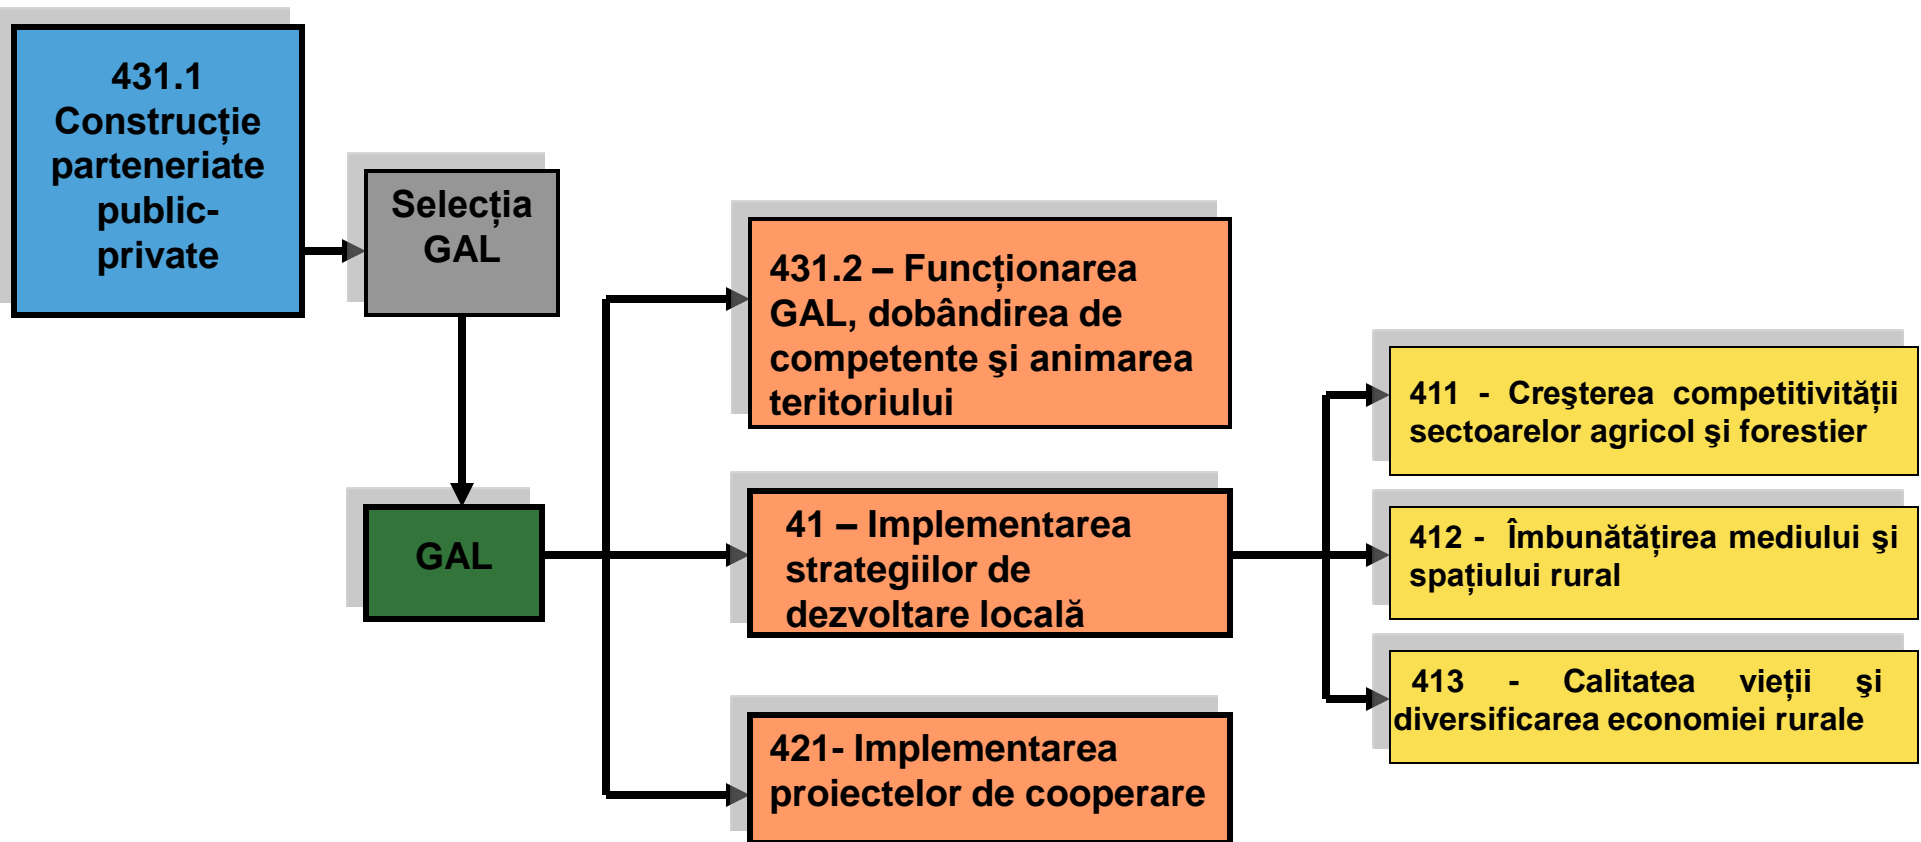 431.1
Construcție
parteneriate
public-
private
Selecția
GAL
GAL
431.2 – Funcționarea
GAL, dobândirea de
competente şi animarea
teritoriului
41 – Implementarea
strategiilor de
dezvoltare locală
421- Implementarea
proiectelor de cooperare
411 - Creşterea competitivității
sectoarelor agricol şi forestier
412 - Îmbunătățirea mediului şi
spațiului rural
413 - Calitatea vieții şi
diversificarea economiei rurale